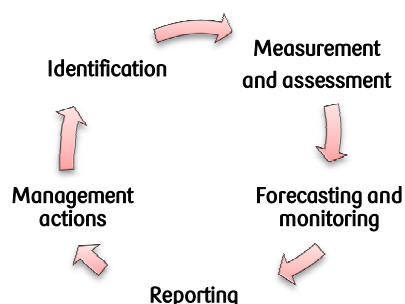 Identification
Measurement
and assessment
Forecasting and
monitoring
Reporting
Management
actions